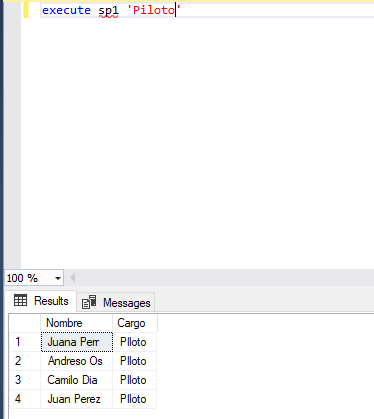 execute sp1 'Piloto'
100 %
Results Messages
Nombre Cargo
1 Juana Perr PIloto
2 Andreso Os PIloto
3 Camilo Dia PIloto
4 Juan Perez PIloto